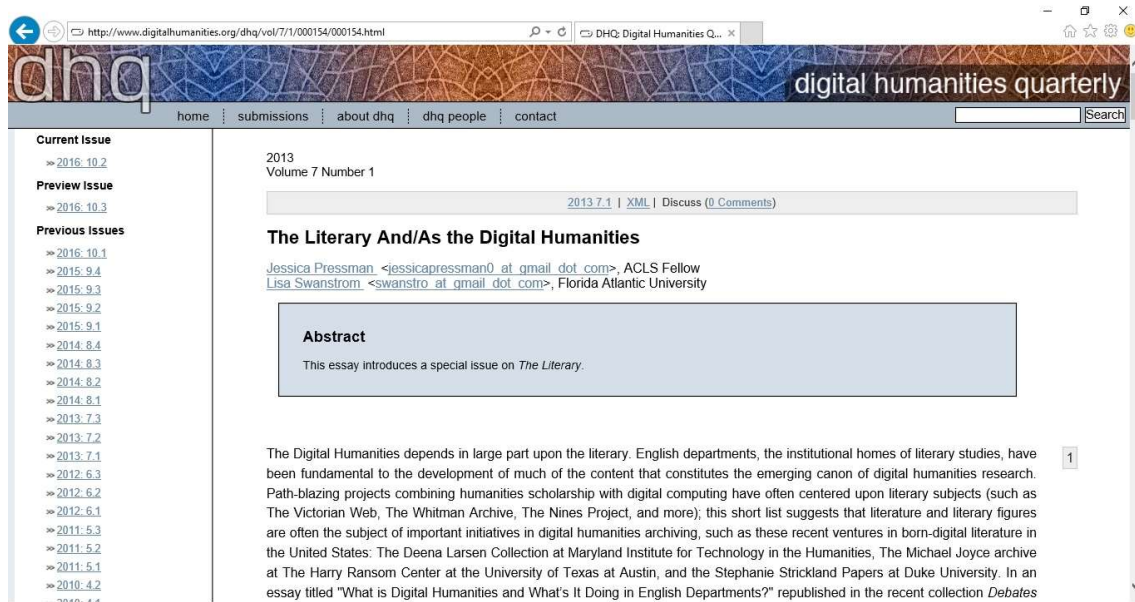 http://www.digitalhumanities.org/dhq/vol/7/1/000154/000154.html
DHQ: Digital Humanities Q...
dhq
digital humanities quarterly
home submissions about dhq dhq people contact
Search
Current Issue
2016: 10.2
Preview Issue
2016: 10.3
Previous Issues
2016: 10.1
2015: 9.4
2015: 9.3
2015: 9.2
2015: 9.1
2014: 8.4
2014: 8.3
2014: 8.2
2014: 8.1
2013: 7.3
2013: 7.2
2013: 7.1
2012: 6.3
2012: 6.2
2012: 6.1
2011: 5.3
2011: 5.2
2011: 5.1
2010: 4.2
2013
Volume 7 Number 1
2013 7.1 | XML | Discuss (0 Comments)
The Literary And/As the Digital Humanities
Jessica Pressman <jessicapressman0_at_gmail_dot_com>, ACLS Fellow
Lisa Swanstrom <swanstro_at_gmail_dot_com>, Florida Atlantic University
Abstract
This essay introduces a special issue on The Literary.
The Digital Humanities depends in large part upon the literary. English departments, the institutional homes of literary studies, have
1
been fundamental to the development of much of the content that constitutes the emerging canon of digital humanities research.
Path-blazing projects combining humanities scholarship with digital computing have often centered upon literary subjects (such as
The Victorian Web, The Whitman Archive, The Nines Project, and more); this short list suggests that literature and literary figures
are often the subject of important initiatives in digital humanities archiving, such as these recent ventures in born-digital literature in
the United States: The Deena Larsen Collection at Maryland Institute for Technology in the Humanities, The Michael Joyce archive
at The Harry Ransom Center at the University of Texas at Austin, and the Stephanie Strickland Papers at Duke University. In an
essay titled "What is Digital Humanities and What's It Doing in English Departments?" republished in the recent collection Debates